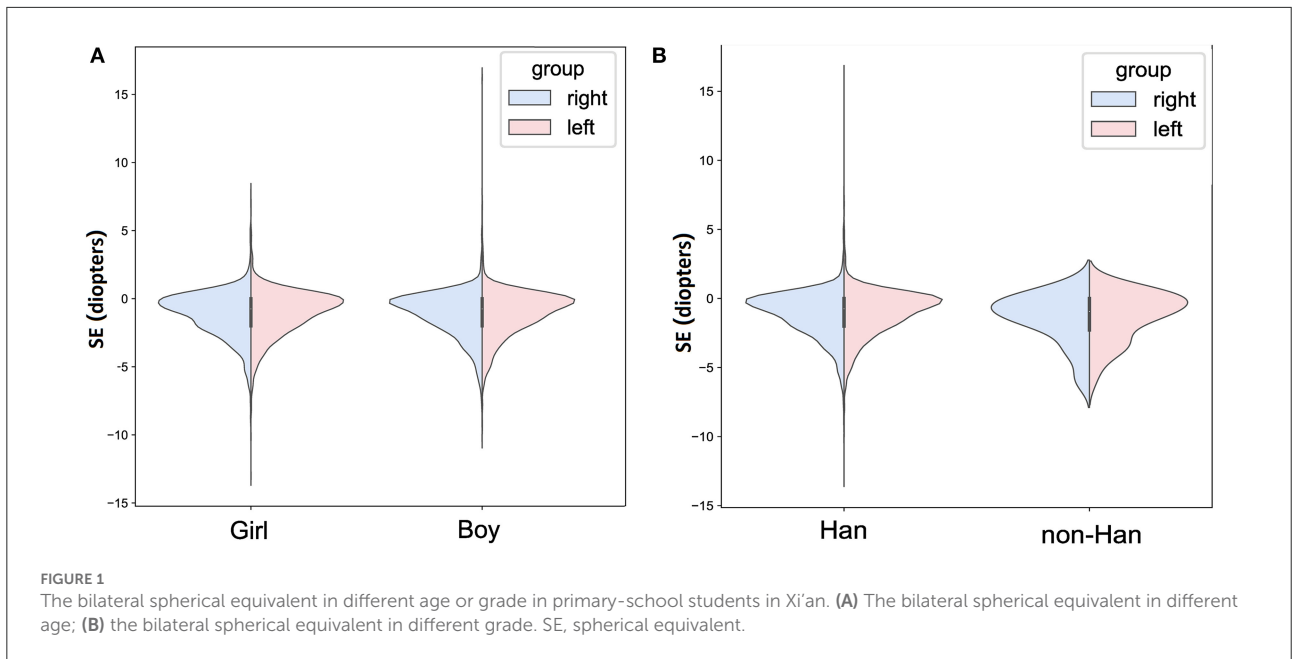 A
group
right
left
15
10
5
0
−5
−10
−15
SE (diopters)
Girl
Boy
B
group
right
left
15
10
5
0
−5
−10
−15
SE (diopters)
Han
non-Han
FIGURE 1
The bilateral spherical equivalent in different age or grade in primary-school students in Xi’an. (A) The bilateral spherical equivalent in different
age; (B) the bilateral spherical equivalent in different grade. SE, spherical equivalent.